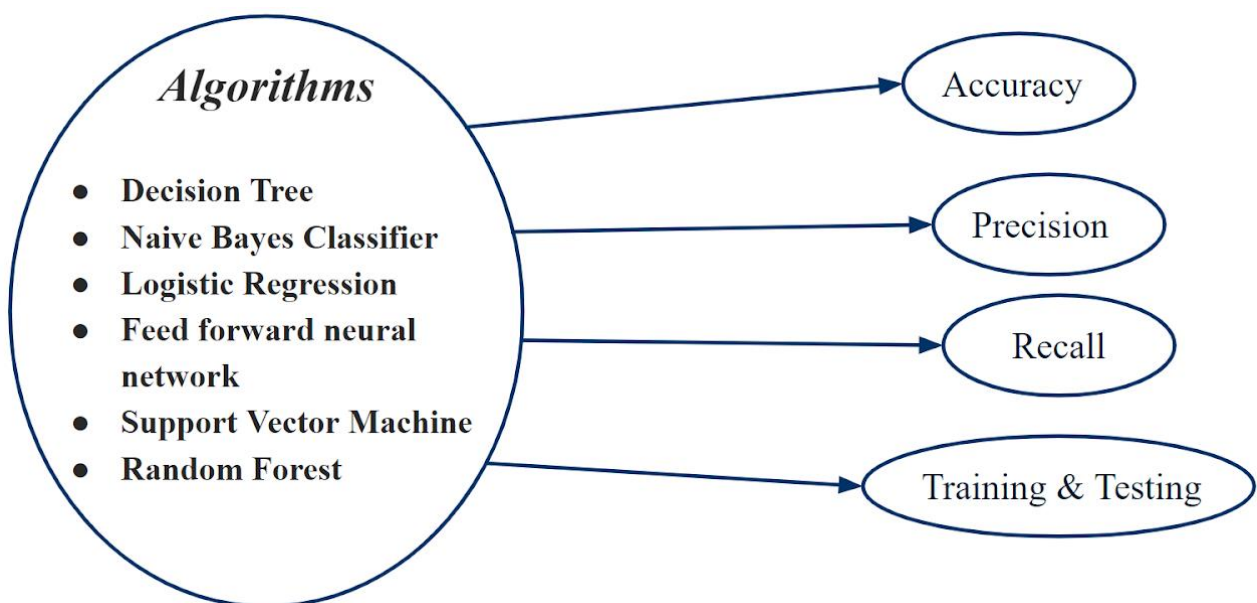 Algorithms
● Decision Tree
● Naive Bayes Classifier
● Logistic Regression
● Feed forward neural
network
● Support Vector Machine
● Random Forest
Accuracy
Precision
Recall
Training & Testing